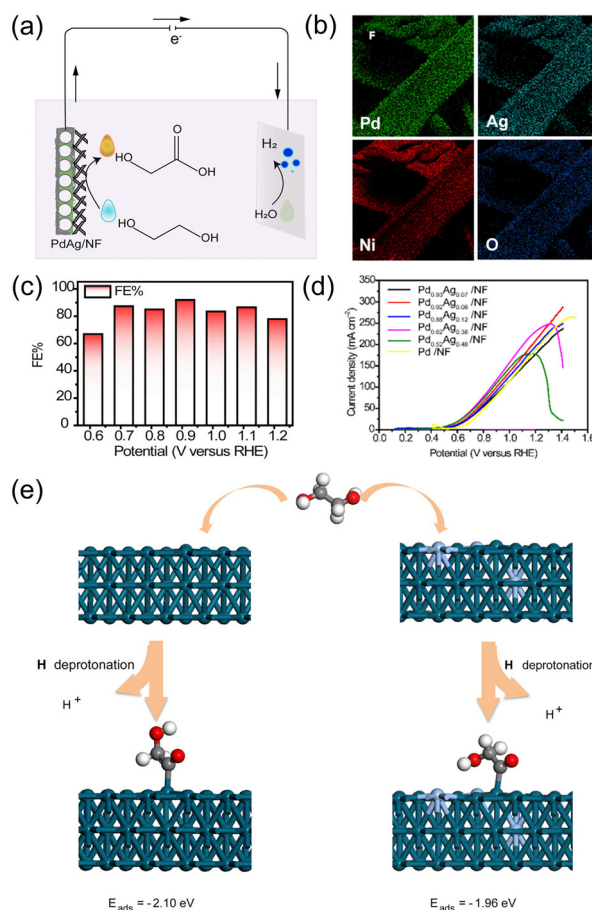 (a)
e-
O
HO
OH
H₂
H₂O
HO
OH
PdAg/NF
(b)
F
Pd
Ag
Ni
O
(c)
FE%
100
80
60
40
20
0
FE%
0.6 0.7 0.8 0.9 1.0 1.1 1.2
Potential (V versus RHE)
(d)
Pd0.93Ag0.07/NF
Pd0.92Ag0.08/NF
Pd0.88Ag0.12/NF
Pd0.62Ag0.38/NF
Pd0.52Ag0.48/NF
Pd /NF
350
300
250
200
150
100
50
0
Current density (mA cm⁻²)
0.0 0.2 0.4 0.6 0.8 1.0 1.2 1.4 1.6
Potential (V versus RHE)
(e)
H deprotonation
H+
H deprotonation
H+
Eads = -2.10 eV
Eads = -1.96 eV